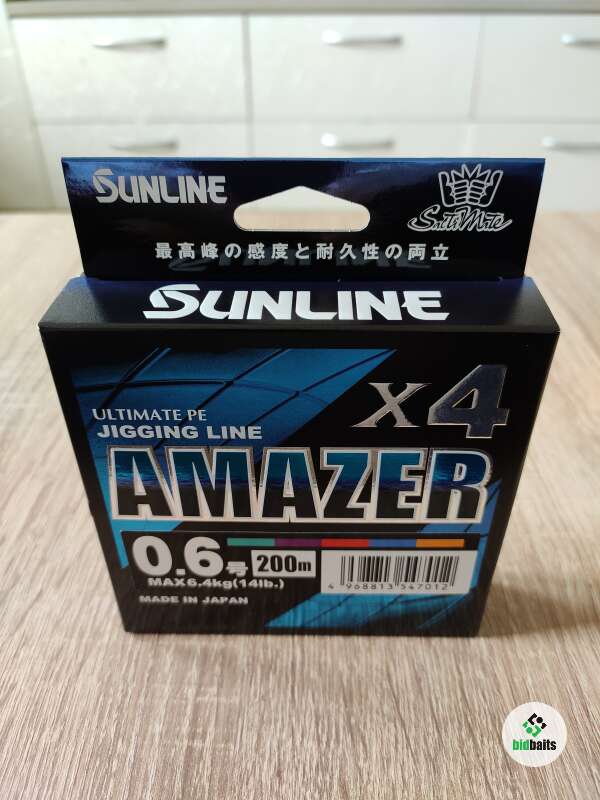 SUNLINE
SaltiMate
最高峰の感度と耐久性の両立
SUNLINE
X4
ULTIMATE PE
JIGGING LINE
AMAZER
0.6号 200m
MAX6.4kg(14lb.)
4 968813 547012
MADE IN JAPAN
bidbaits